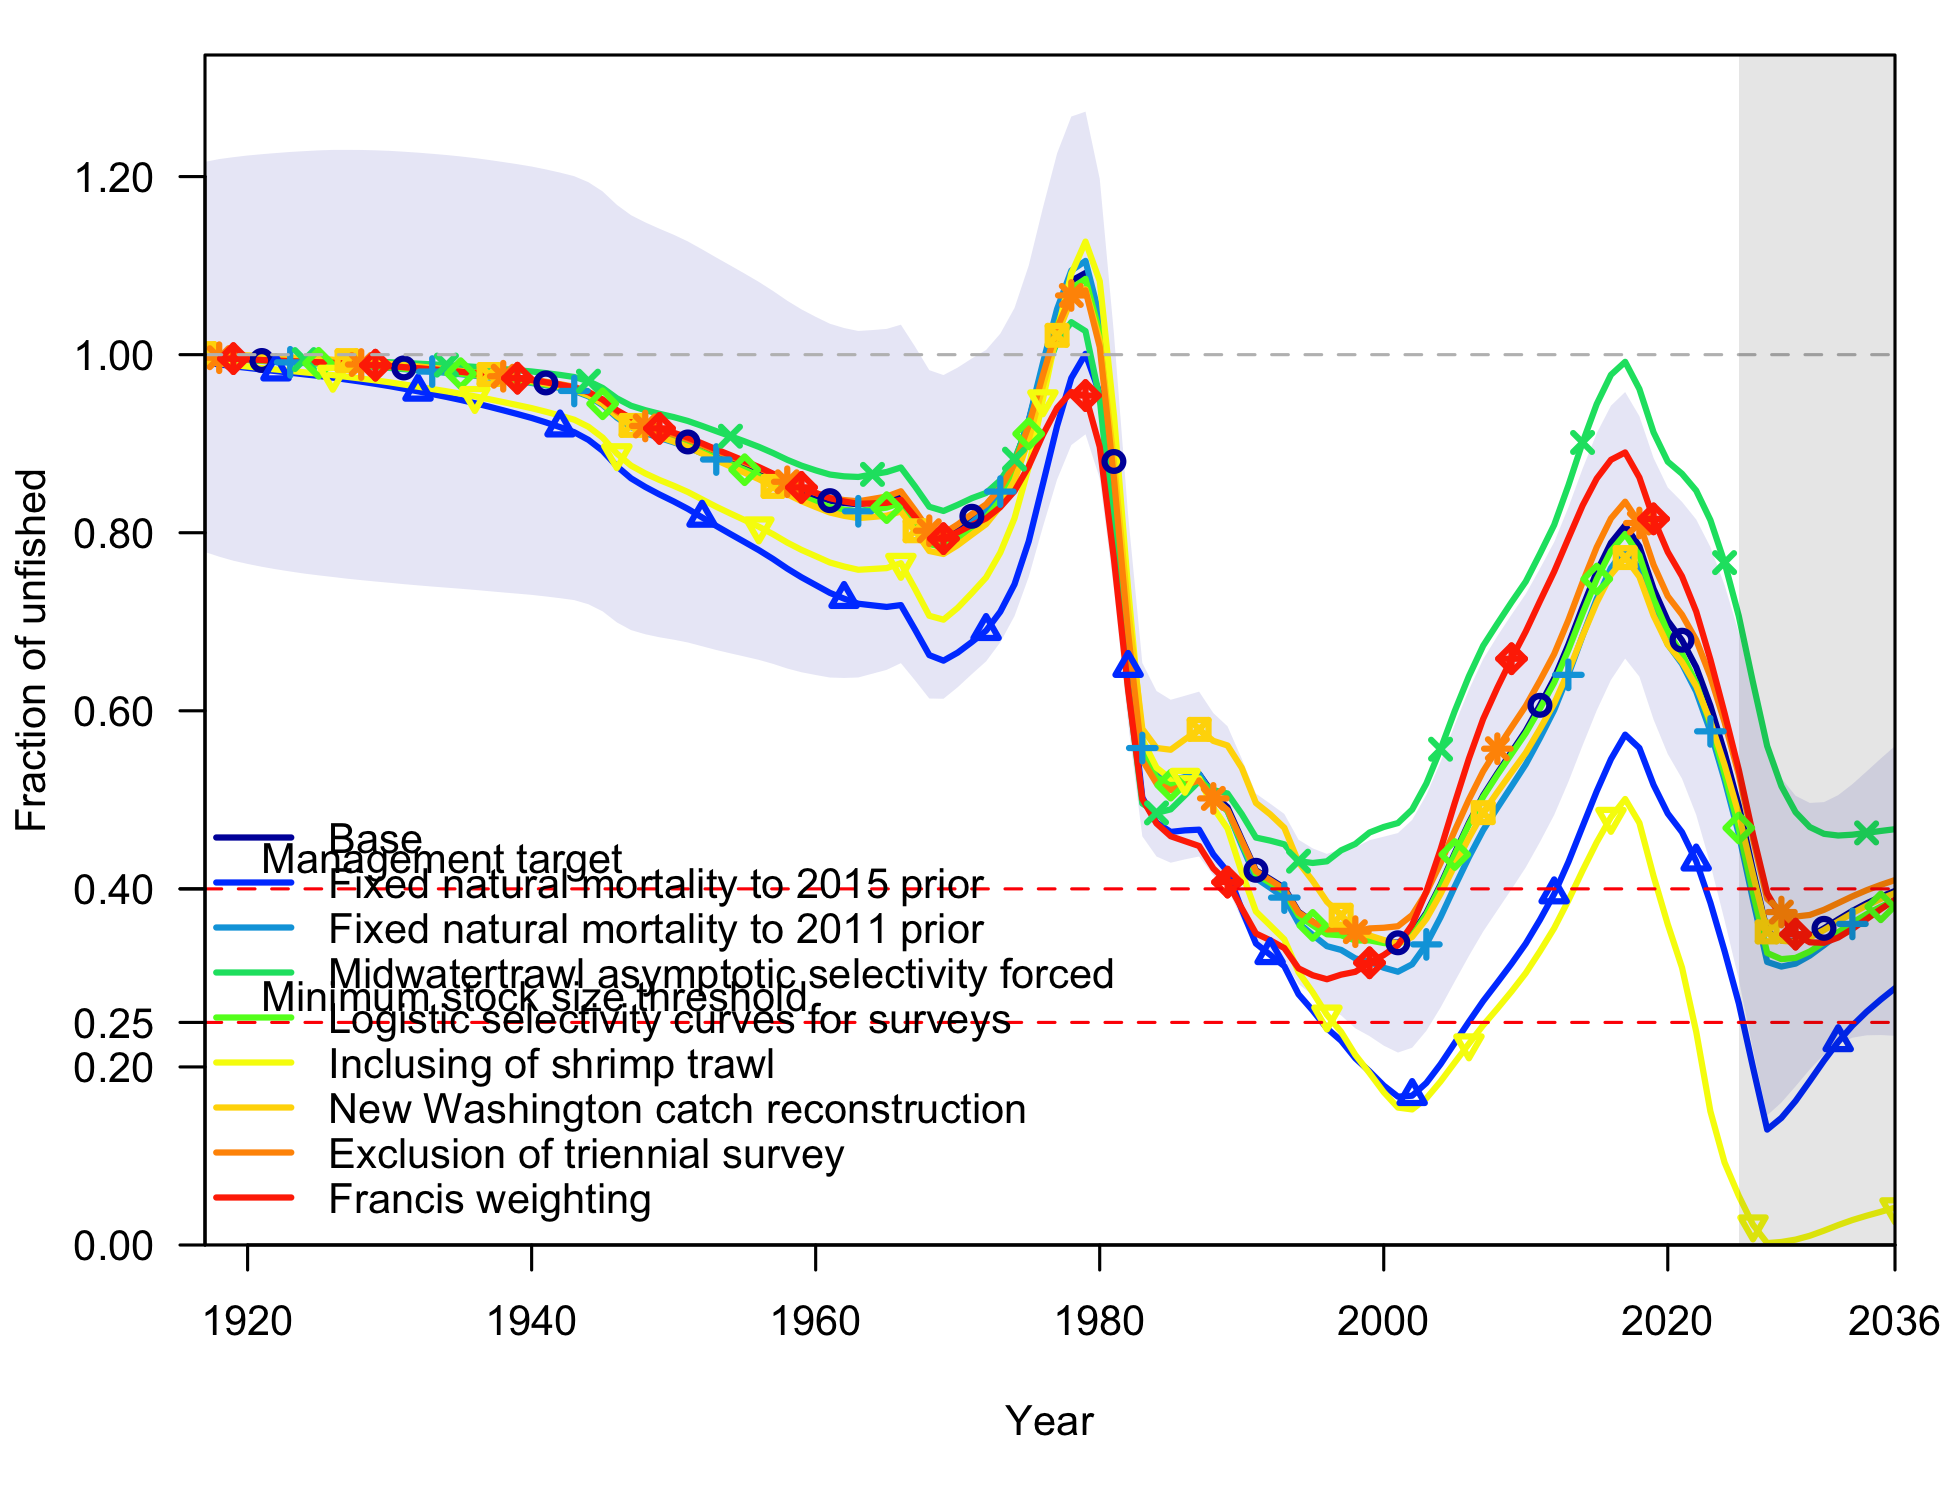 Fraction of unfished
1.20
1.00
0.80
0.60
0.40
0.25
0.20
0.00
Base
Management target
Fixed natural mortality to 2015 prior
Fixed natural mortality to 2011 prior
Midwatertrawl asymptotic selectivity forced
Minimum stock size threshold
Logistic selectivity curves for surveys
Inclusing of shrimp trawl
New Washington catch reconstruction
Exclusion of triennial survey
Francis weighting
1920 1940 1960 1980 2000 2020 2036
Year